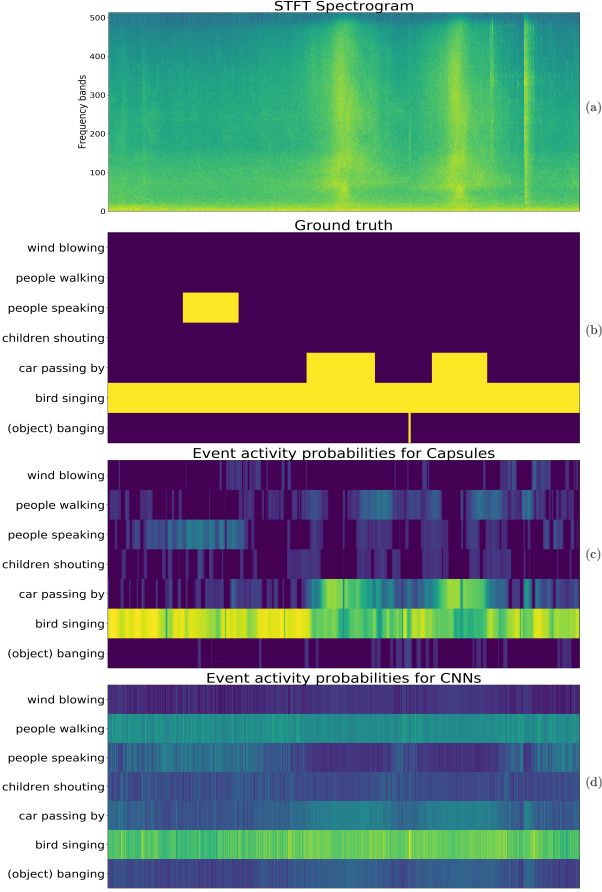 STFT Spectrogram
500
400
300
200
100
0
Frequency bands
(a)
Ground truth
wind blowing
people walking
people speaking
children shouting
car passing by
bird singing
(object) banging
(b)
Event activity probabilities for Capsules
wind blowing
people walking
people speaking
children shouting
car passing by
bird singing
(object) banging
(c)
Event activity probabilities for CNNs
wind blowing
people walking
people speaking
children shouting
car passing by
bird singing
(object) banging
(d)